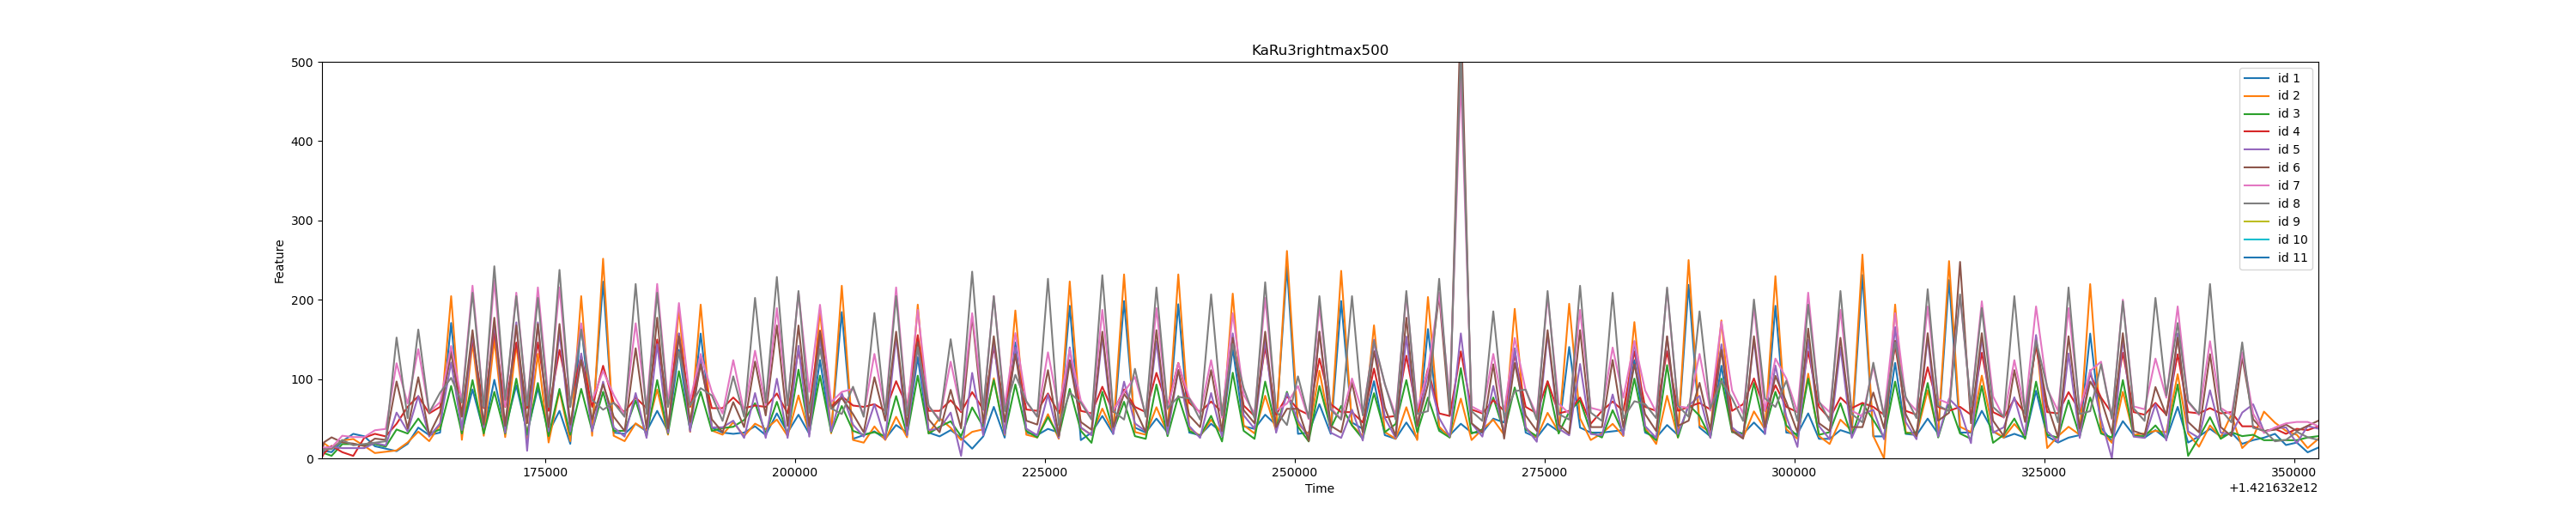 KaRu3rightmax500
500
400
300
200
100
0
Feature
175000
200000
225000
250000
275000
300000
325000
350000
Time
+1.421632e12
id 1
id 2
id 3
id 4
id 5
id 6
id 7
id 8
id 9
id 10
id 11